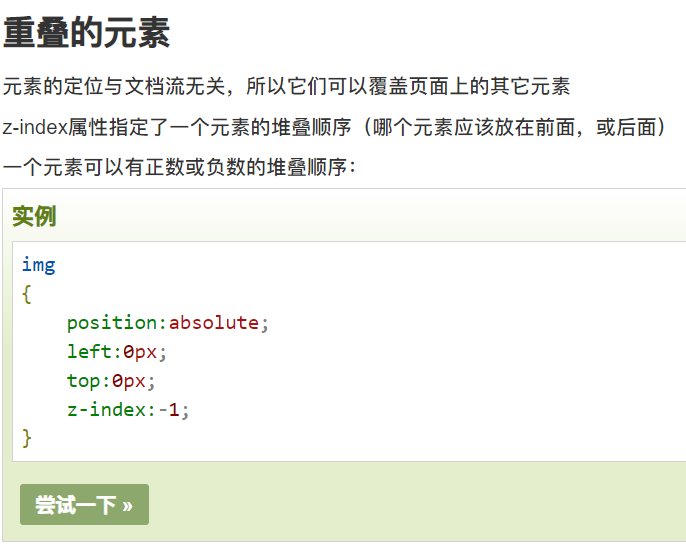 重叠的元素
元素的定位与文档流无关，所以它们可以覆盖页面上的其它元素
z-index属性指定了一个元素的堆叠顺序（哪个元素应该放在前面，或后面）
一个元素可以有正数或负数的堆叠顺序：
实例
img
{
    position:absolute;
    left:0px;
    top:0px;
    z-index:-1;
}
尝试一下 »